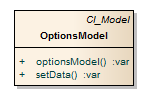 CI_Model
OptionsModel
+ optionsModel() :var
+ setData() :var